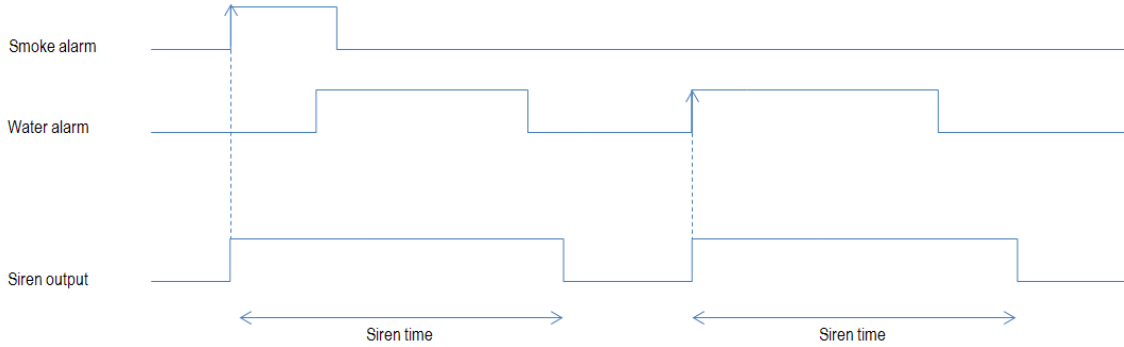 Smoke alarm
Water alarm
Siren output
Siren time
Siren time